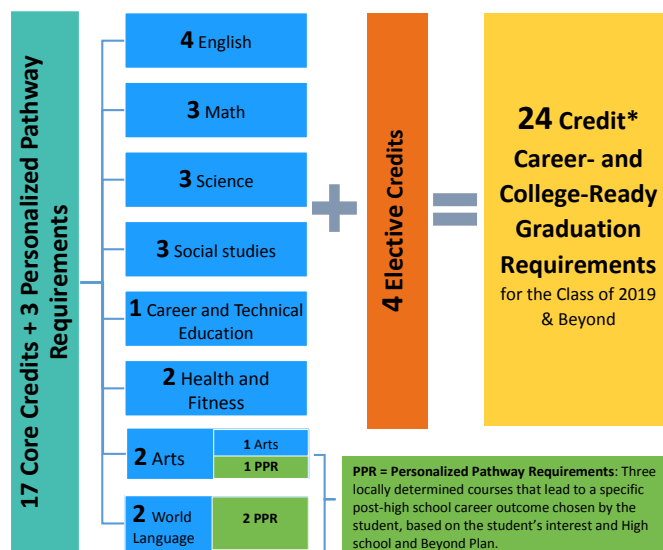 17 Core Credits + 3 Personalized Pathway
Requirements
4 English
3 Math
3 Science
3 Social studies
1 Career and Technical
Education
2 Health and
Fitness
2 Arts
1 Arts
1 PPR
2 World
Language
2 PPR
4 Elective Credits
24 Credit*
Career- and
College-Ready
Graduation
Requirements
for the Class of 2019
& Beyond
PPR = Personalized Pathway Requirements: Three
locally determined courses that lead to a specific
post-high school career outcome chosen by the
student, based on the student's interest and High
school and Beyond Plan.